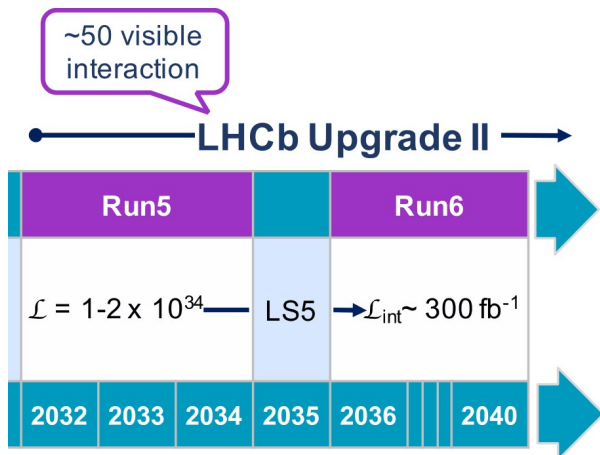 ~50 visible
interaction
LHCb Upgrade II
Run5 Run6
ℒ = 1-2 x 10³⁴ LS5 ℒint ~ 300 fb⁻¹
2032 2033 2034 2035 2036 2040